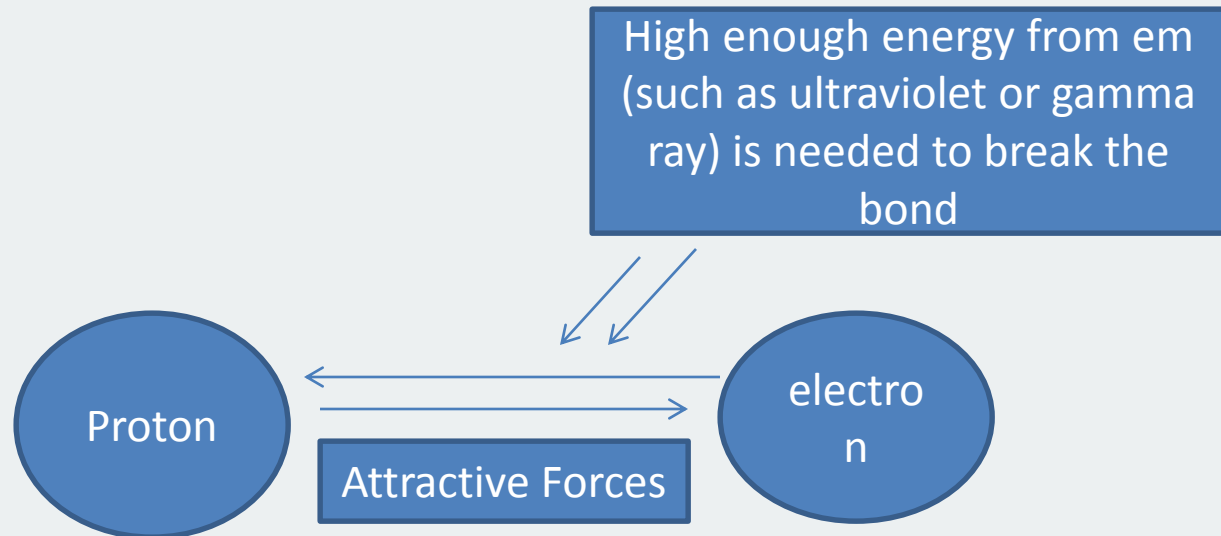 High enough energy from em
(such as ultraviolet or gamma
ray) is needed to break the
bond
Proton
electro
n
Attractive Forces